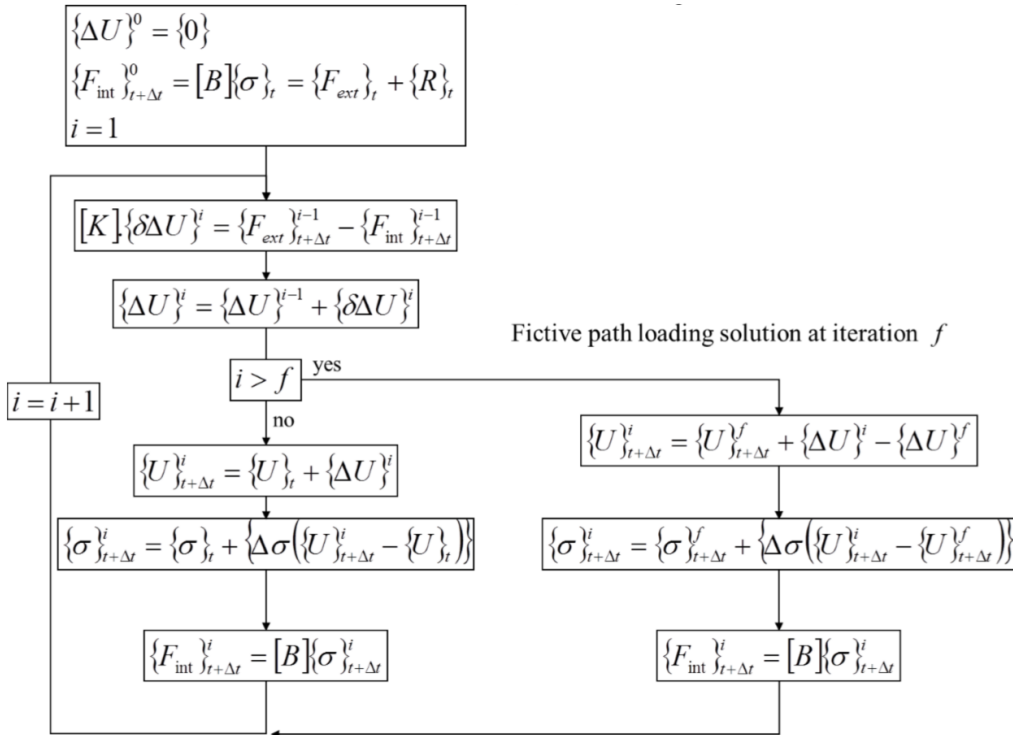 {ΔU}⁰ = {0}
{F_int}⁰_{t+Δt} = [B]{σ}_t = {F_ext}_t + {R}_t
i = 1
[K].{δΔU}^i = {F_ext}^{i−1}_{t+Δt} − {F_int}^{i−1}_{t+Δt}
{ΔU}^i = {ΔU}^{i−1} + {δΔU}^i
Fictive path loading solution at iteration f
i > f
yes
i = i + 1
no
{U}^i_{t+Δt} = {U}_t + {ΔU}^i
{U}^i_{t+Δt} = {U}^f_{t+Δt} + {ΔU}^i − {ΔU}^f
{σ}^i_{t+Δt} = {σ}_t + {Δσ({U}^i_{t+Δt} − {U}_t)}
{σ}^i_{t+Δt} = {σ}^f_{t+Δt} + {Δσ({U}^i_{t+Δt} − {U}^f_{t+Δt})}
{F_int}^i_{t+Δt} = [B]{σ}^i_{t+Δt}
{F_int}^i_{t+Δt} = [B]{σ}^i_{t+Δt}